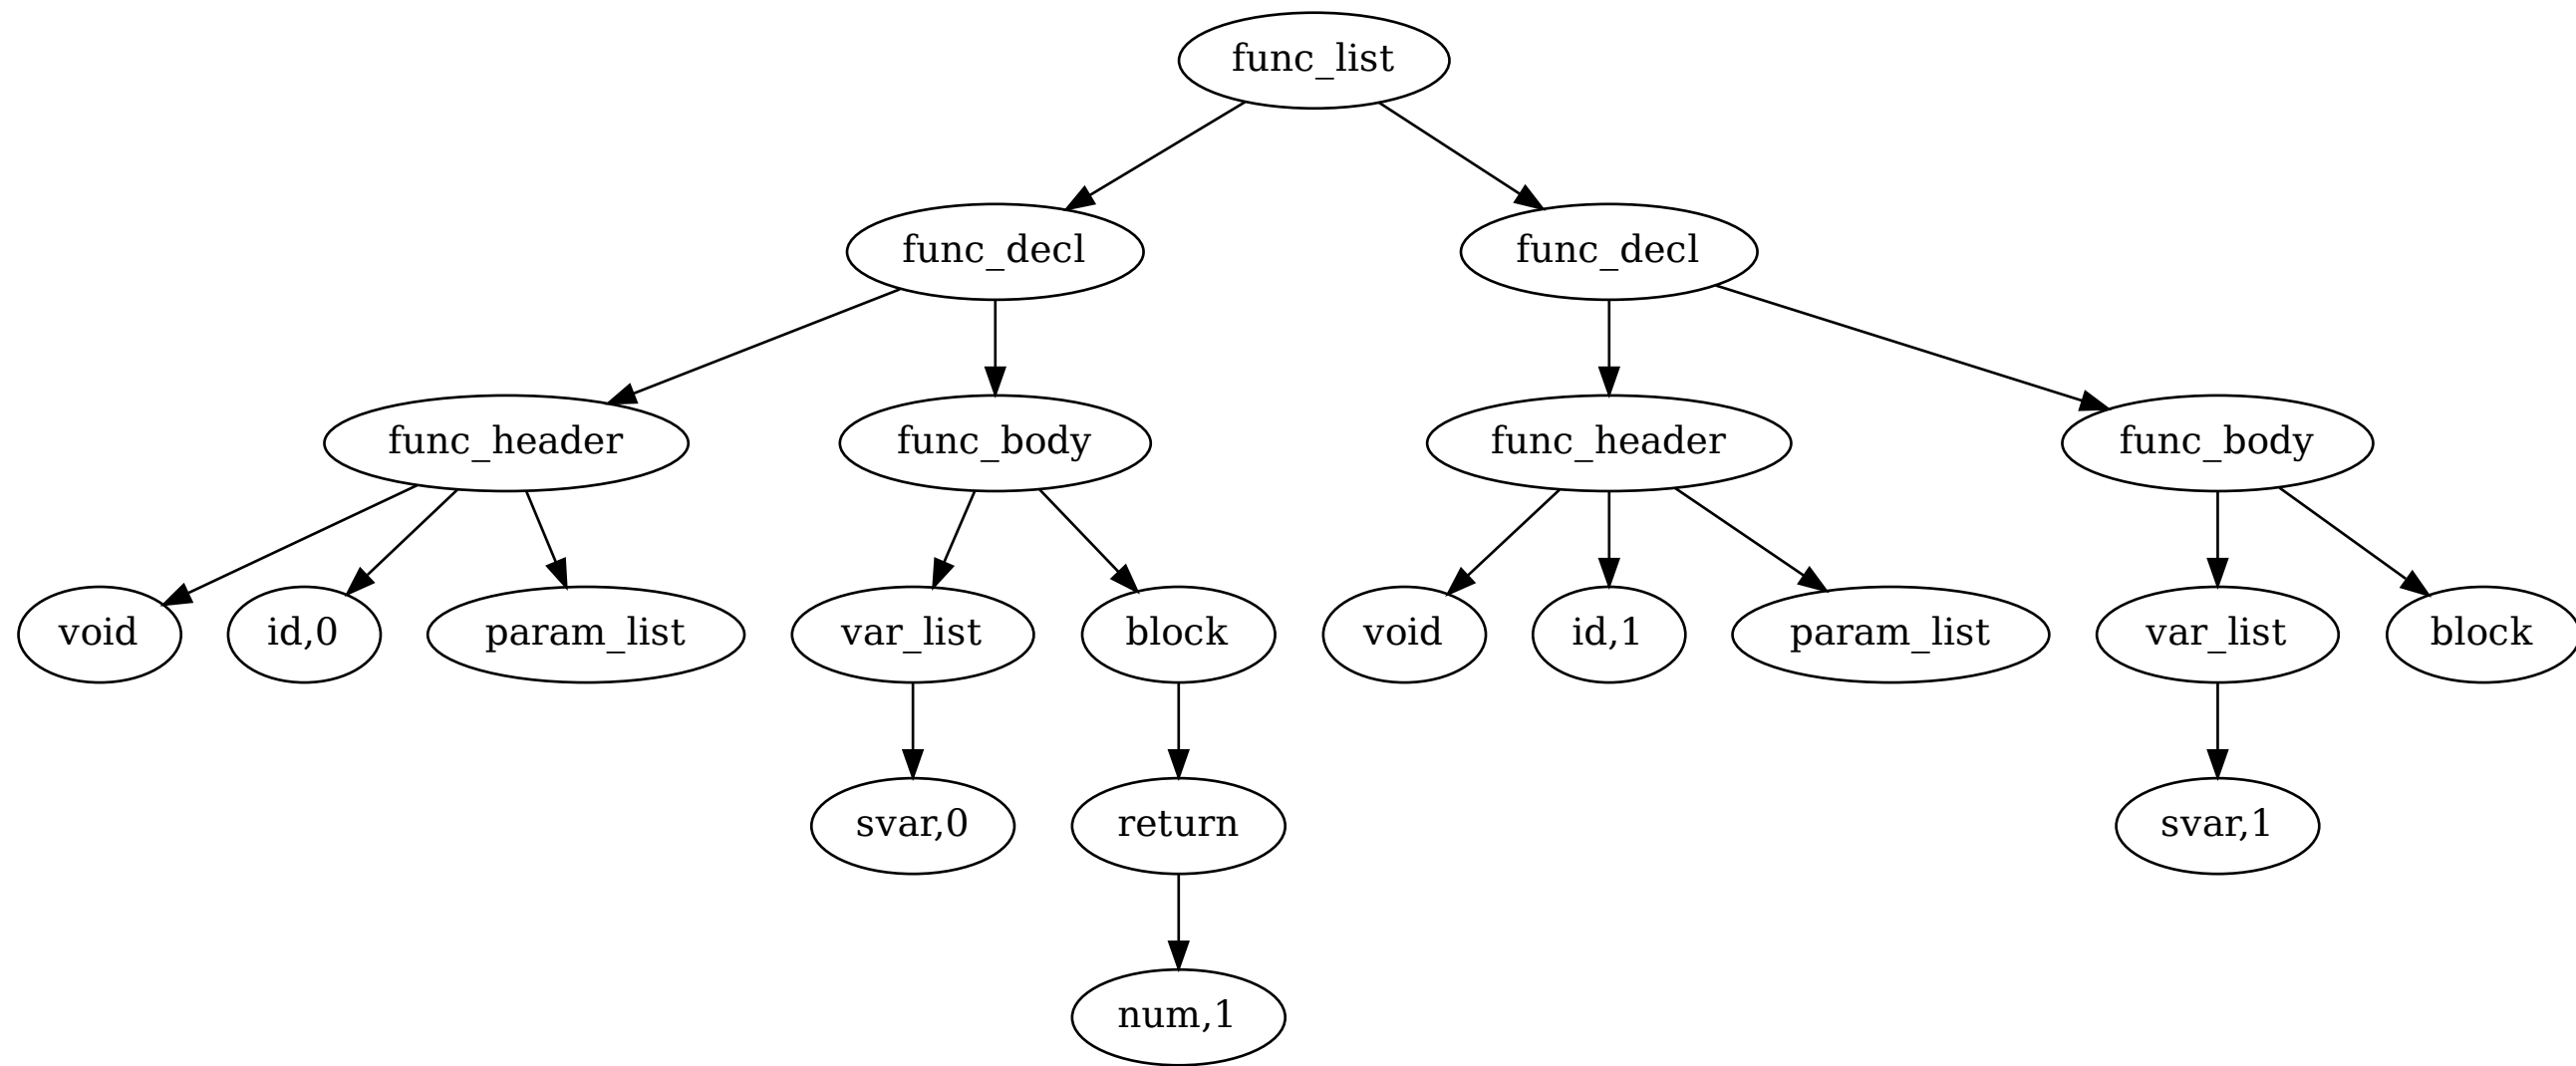 func_list
func_decl
func_decl
func_header
func_body
func_header
func_body
void
id,0
param_list
var_list
block
void
id,1
param_list
var_list
block
svar,0
return
svar,1
num,1